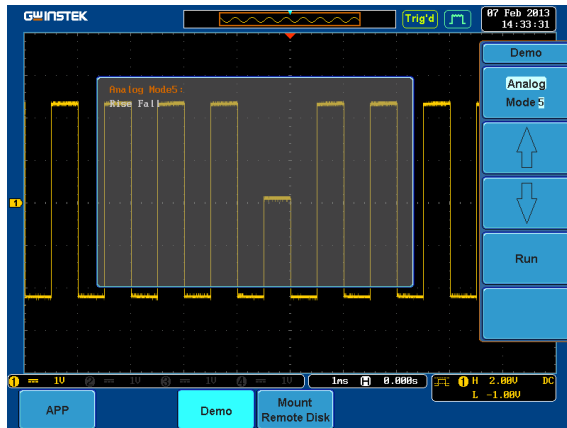 GWINSTEK
Trig'd
07 Feb 2013
14:33:31
Demo
Analog
Mode 5
Analog Mode5:
Rise Fall
1
Run
1 1V 2 1V 3 1V 4 1V
1ms H 0.000s
1 H 2.00V DC
L -1.00V
APP
Demo
Mount
Remote Disk